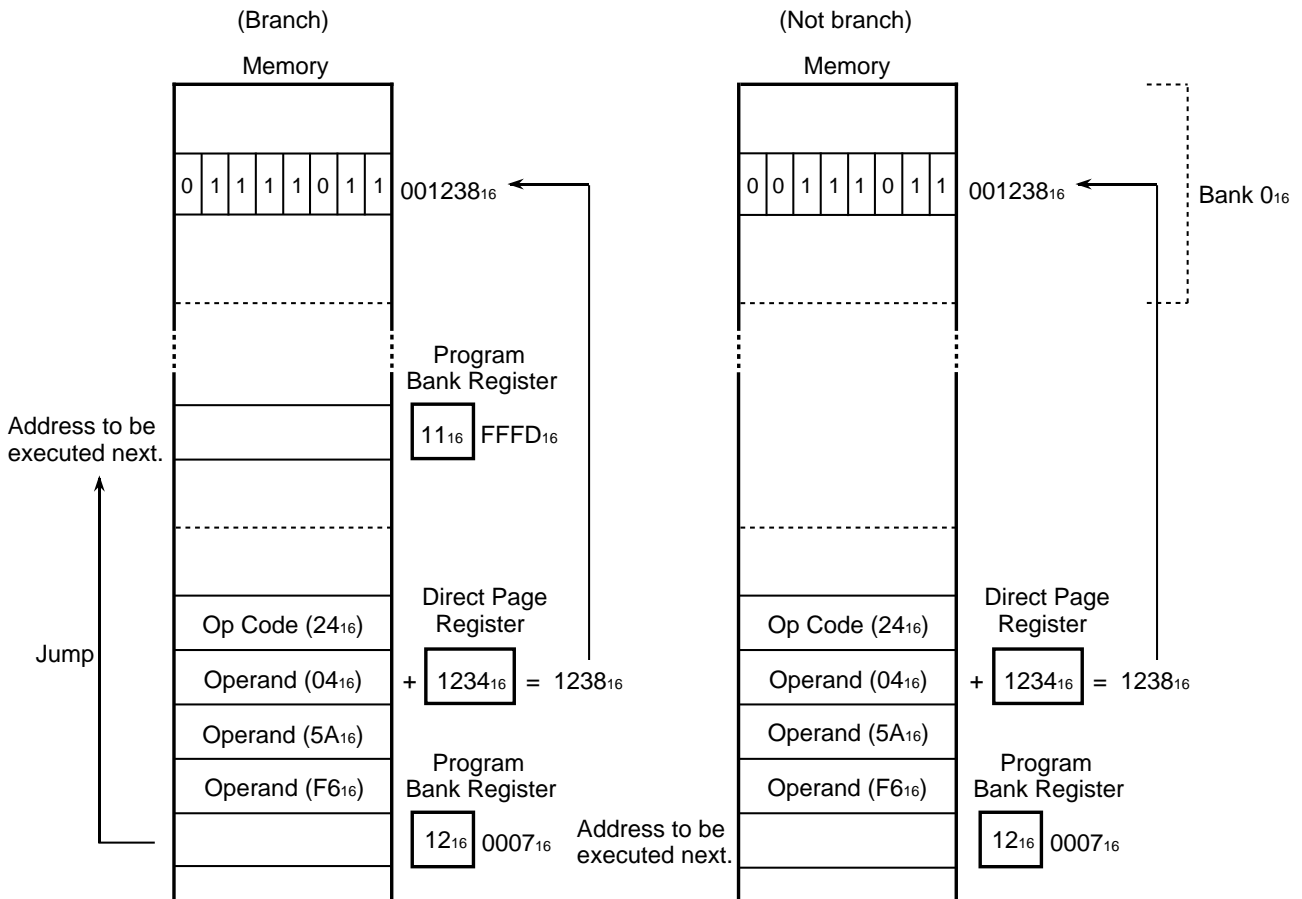 (Branch)
Memory
0 1 1 1 1 0 1 1 001238₁₆
Program
Bank Register
11₁₆ FFFD₁₆
Address to be
executed next.
Jump
Op Code (24₁₆)
Direct Page
Register
Operand (04₁₆) + 1234₁₆ = 1238₁₆
Operand (5A₁₆)
Operand (F6₁₆)
Program
Bank Register
12₁₆ 0007₁₆
(Not branch)
Memory
0 0 1 1 1 0 1 1 001238₁₆
Bank 0₁₆
Op Code (24₁₆)
Direct Page
Register
Operand (04₁₆) + 1234₁₆ = 1238₁₆
Operand (5A₁₆)
Operand (F6₁₆)
Program
Bank Register
Address to be
executed next.
12₁₆ 0007₁₆